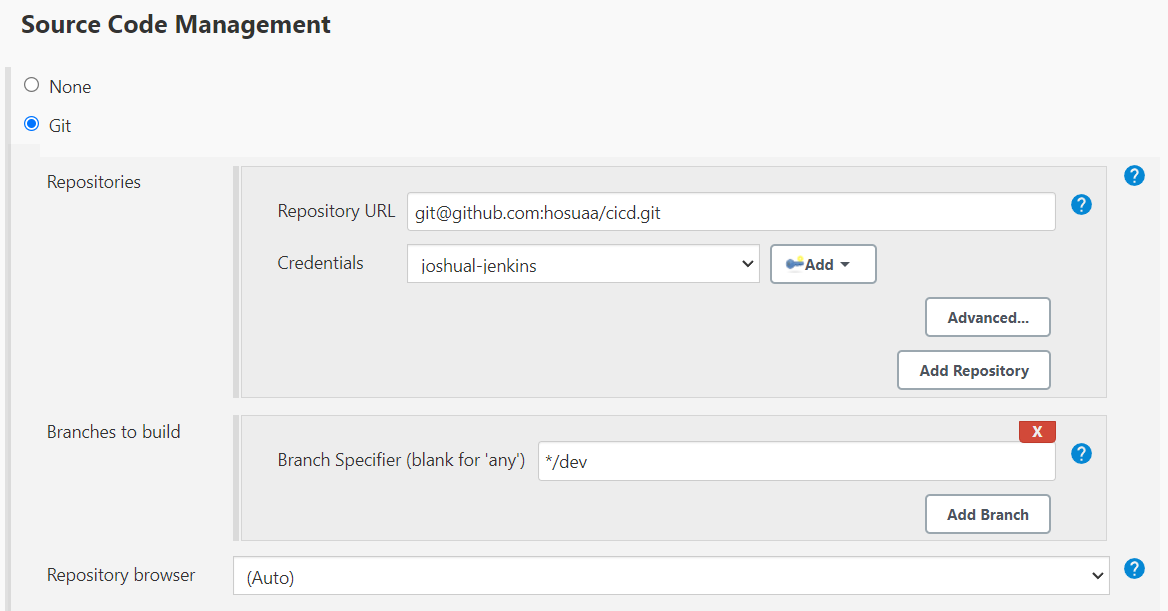 Source Code Management
None
Git
Repositories
?
Repository URL git@github.com:hosuaa/cicd.git ?
Credentials joshual-jenkins Add
Advanced...
Add Repository
Branches to build
X
Branch Specifier (blank for 'any') */dev ?
Add Branch
Repository browser (Auto) ?